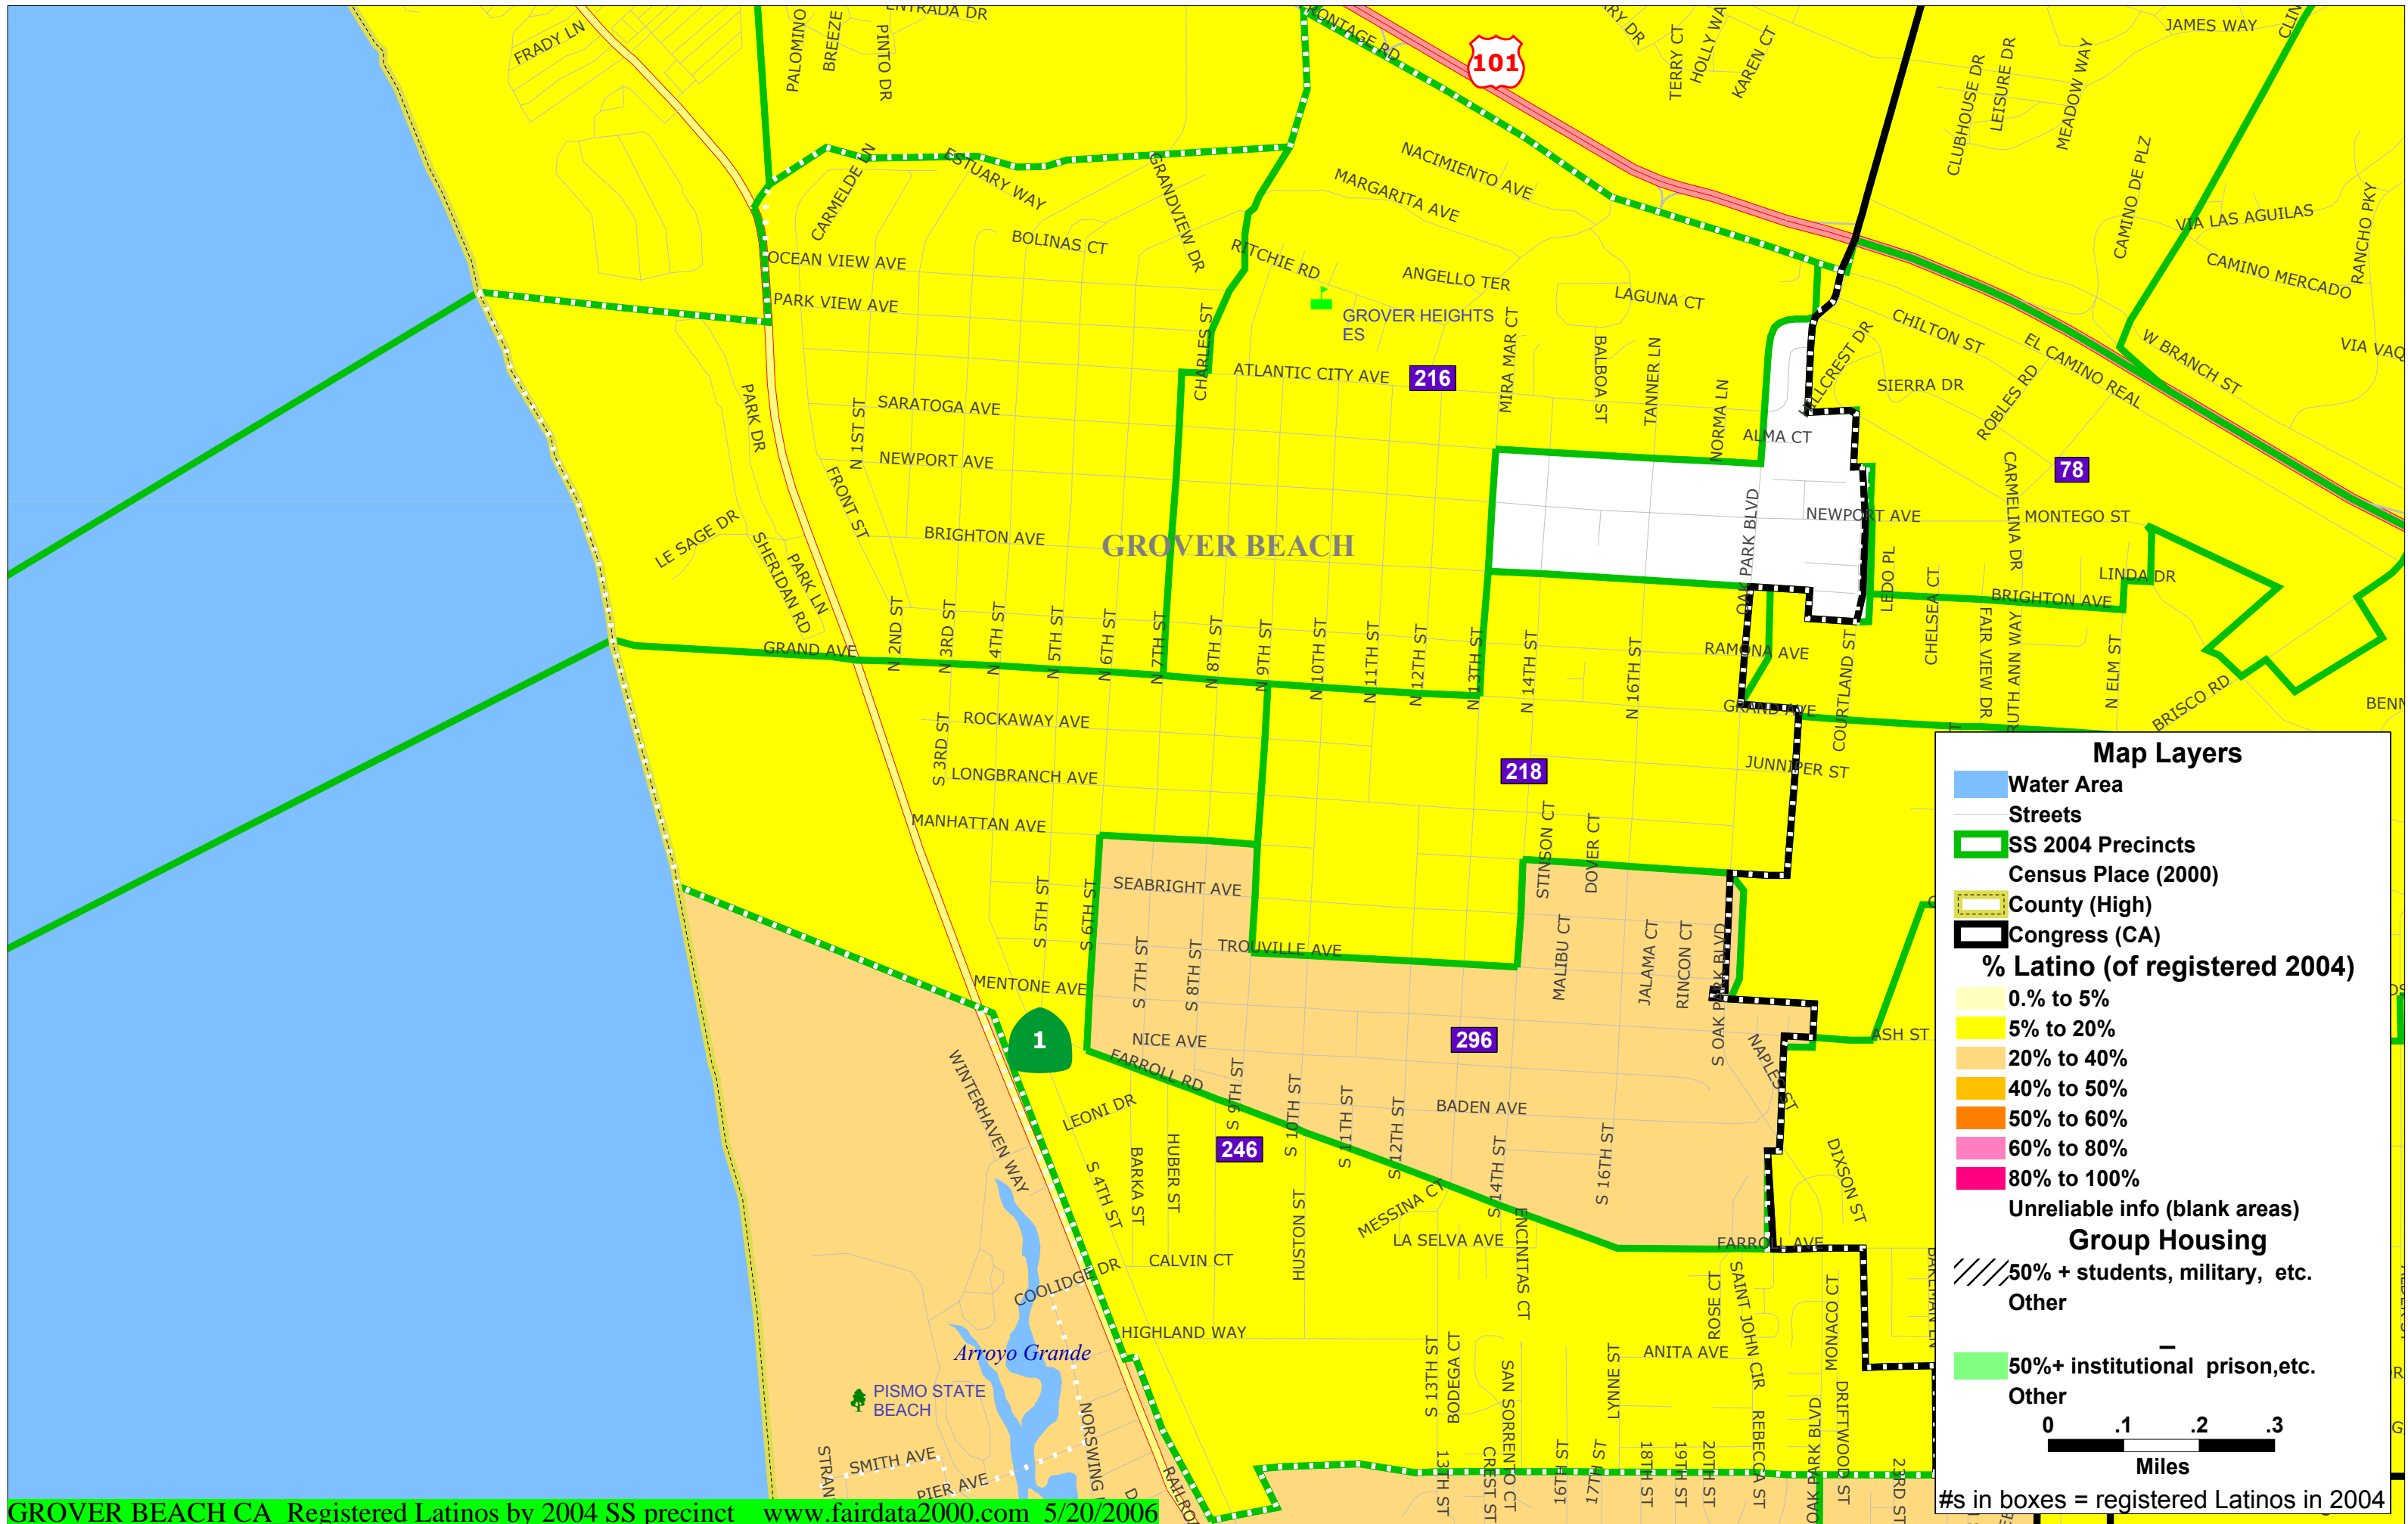 ENTRADA DR
FRADY LN
PALOMINO
BREEZE
PINTO DR
FRONTAGE RD
101
TERRY CT
HOLLY WA
KAREN CT
JAMES WAY
CLUBHOUSE DR
LEISURE DR
MEADOW WAY
CAMINO DE PLZ
VIA LAS AGUILAS
CAMINO MERCADO
RANCHO PKY
CARMELDE LN
ESTUARY WAY
GRANDVIEW DR
BOLINAS CT
NACIMIENTO AVE
MARGARITA AVE
RITCHIE RD
ANGELLO TER
LAGUNA CT
OCEAN VIEW AVE
PARK VIEW AVE
CHARLES ST
GROVER HEIGHTS
ES
MIRA MAR CT
BALBOA ST
TANNER LN
NORMA LN
HILLCREST DR
CHILTON ST
SIERRA DR
ROBLES RD
EL CAMINO REAL
W BRANCH ST
VIA VAQ
ATLANTIC CITY AVE
216
PARK DR
N 1ST ST
SARATOGA AVE
NEWPORT AVE
FRONT ST
ALMA CT
78
CARMELINA DR
MONTEGO ST
NEWPORT AVE
OAK PARK BLVD
LE SAGE DR
SHERIDAN RD
PARK LN
BRIGHTON AVE
GROVER BEACH
LEDO PL
CHELSEA CT
LINDA DR
BRIGHTON AVE
FAIR VIEW DR
RUTH ANN WAY
N ELM ST
BRISCO RD
BENN
GRAND AVE
N 2ND ST
N 3RD ST
N 4TH ST
N 5TH ST
N 6TH ST
N 7TH ST
N 8TH ST
N 9TH ST
N 10TH ST
N 11TH ST
N 12TH ST
N 13TH ST
N 14TH ST
N 16TH ST
RAMONA AVE
GRAND AVE
COURTLAND ST
JUNNIPER ST
S 3RD ST
ROCKAWAY AVE
LONGBRANCH AVE
MANHATTAN AVE
218
STINSON CT
DOVER CT
SEABRIGHT AVE
S 5TH ST
S 6TH ST
S 7TH ST
S 8TH ST
TROUVILLE AVE
MALIBU CT
JALAMA CT
RINCON CT
S OAK PARK BLVD
MENTONE AVE
1
NICE AVE
FARROLL RD
296
NAPLES ST
ASH ST
WINTERHAVEN WAY
LEONI DR
S 4TH ST
BARKA ST
HUBER ST
246
S 9TH ST
S 10TH ST
S 11TH ST
S 12TH ST
BADEN AVE
S 14TH ST
S 16TH ST
DIXSON ST
MESSINA CT
LA SELVA AVE
ENCINITAS CT
FARROLL AVE
HUSTON ST
CALVIN CT
COOLIDGE DR
HIGHLAND WAY
Arroyo Grande
PISMO STATE
BEACH
NORSWING
SMITH AVE
PIER AVE
STRAN
S 13TH ST
BODEGA CT
SAN SORRENTO CT
LYNNE ST
ANITA AVE
ROSE CT
SAINT JOHN CIR
MONACO CT
REBECCA ST
DRIFTWOOD ST
OAK PARK BLVD
13TH ST
CREST ST
16TH ST
17TH ST
18TH ST
19TH ST
20TH ST
23RD ST
Map Layers
Water Area
Streets
SS 2004 Precincts
Census Place (2000)
County (High)
Congress (CA)
% Latino (of registered 2004)
0.% to 5%
5% to 20%
20% to 40%
40% to 50%
50% to 60%
60% to 80%
80% to 100%
Unreliable info (blank areas)
Group Housing
50% + students, military, etc.
Other
50%+ institutional prison,etc.
Other
0 .1 .2 .3
Miles
#s in boxes = registered Latinos in 2004
GROVER BEACH CA Registered Latinos by 2004 SS precinct www.fairdata2000.com 5/20/2006